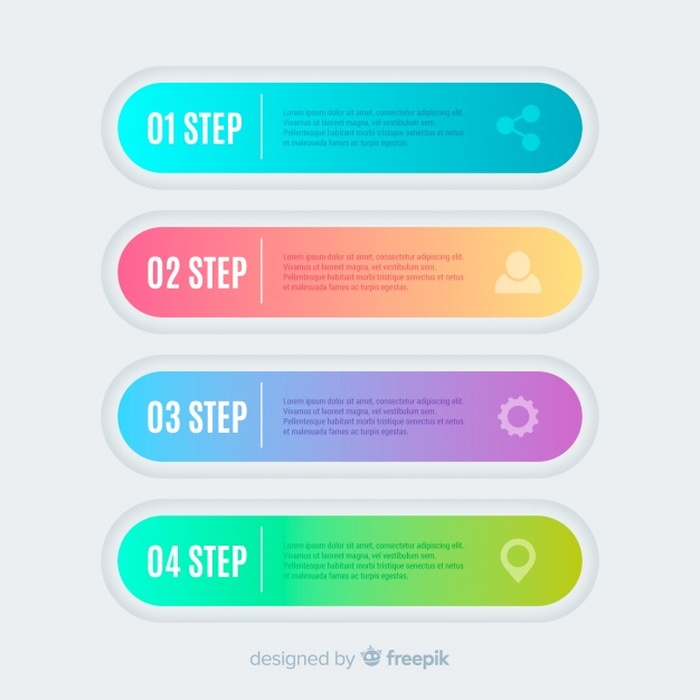 01 STEP
Lorem ipsum dolor sit amet, consectetur adipiscing elit.
Vivamus ut laoreet magna, vel vestibulum sem.
Pellentesque habitant morbi tristique senectus et netus
et malesuada fames ac turpis egestas.
02 STEP
Lorem ipsum dolor sit amet, consectetur adipiscing elit.
Vivamus ut laoreet magna, vel vestibulum sem.
Pellentesque habitant morbi tristique senectus et netus
et malesuada fames ac turpis egestas.
03 STEP
Lorem ipsum dolor sit amet, consectetur adipiscing elit.
Vivamus ut laoreet magna, vel vestibulum sem.
Pellentesque habitant morbi tristique senectus et netus
et malesuada fames ac turpis egestas.
04 STEP
Lorem ipsum dolor sit amet, consectetur adipiscing elit.
Vivamus ut laoreet magna, vel vestibulum sem.
Pellentesque habitant morbi tristique senectus et netus
et malesuada fames ac turpis egestas.
designed by freepik